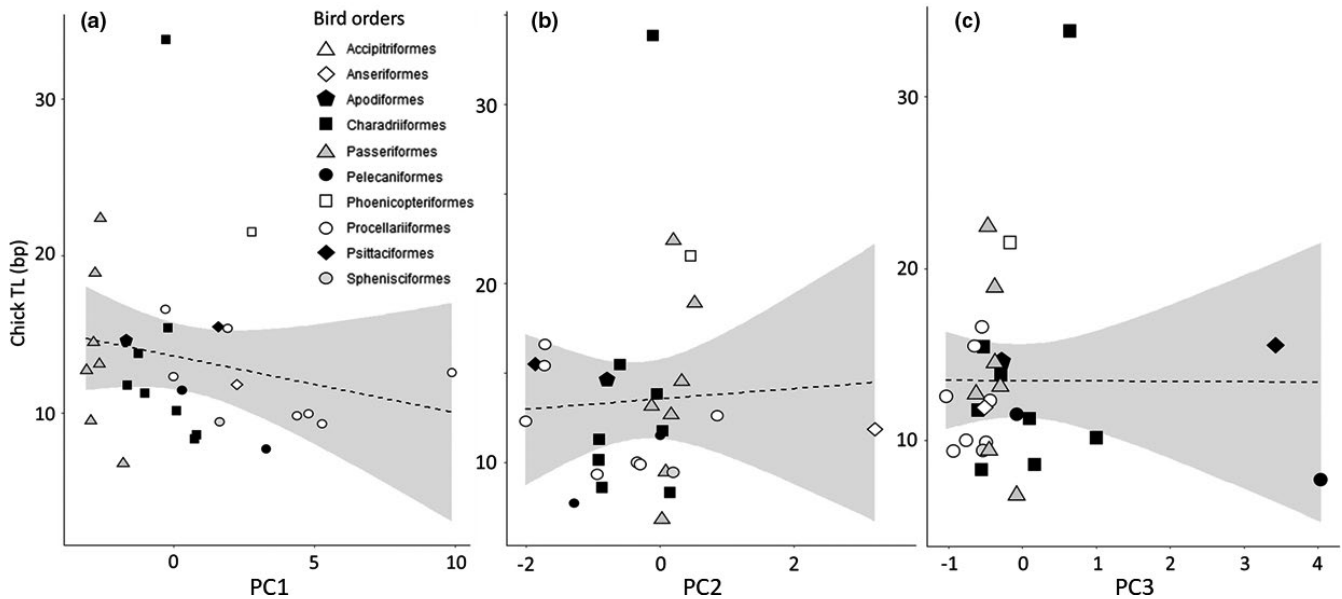 (a)
Bird orders
Accipitriformes
Anseriformes
Apodiformes
Charadriiformes
Passeriformes
Pelecaniformes
Phoenicopteriformes
Procellariiformes
Psittaciformes
Sphenisciformes
Chick TL (bp)
30
20
10
0
5
10
PC1
(b)
30
20
10
-2
0
2
PC2
(c)
30
20
10
-1
0
1
2
3
4
PC3